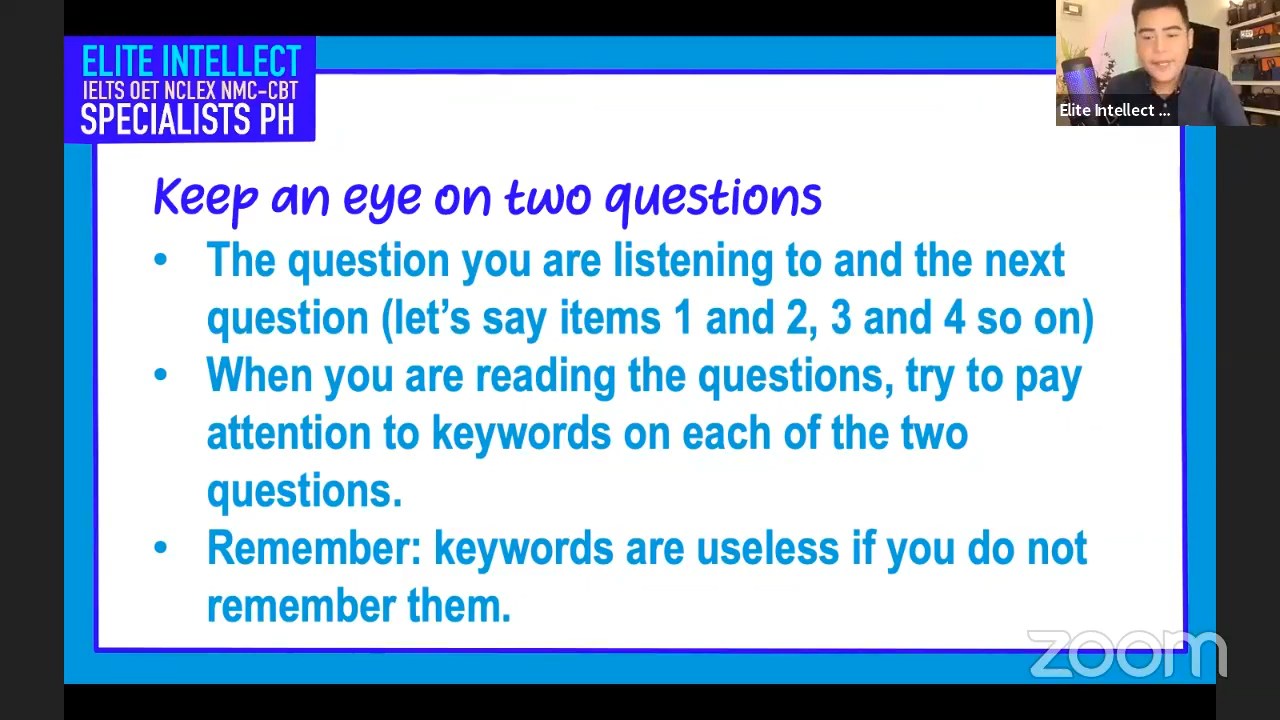 ELITE INTELLECT
IELTS OET NCLEX NMC-CBT
SPECIALISTS PH
Elite Intellect ...
Keep an eye on two questions
• The question you are listening to and the next
question (let’s say items 1 and 2, 3 and 4 so on)
• When you are reading the questions, try to pay
attention to keywords on each of the two
questions.
• Remember: keywords are useless if you do not
remember them.
zoom